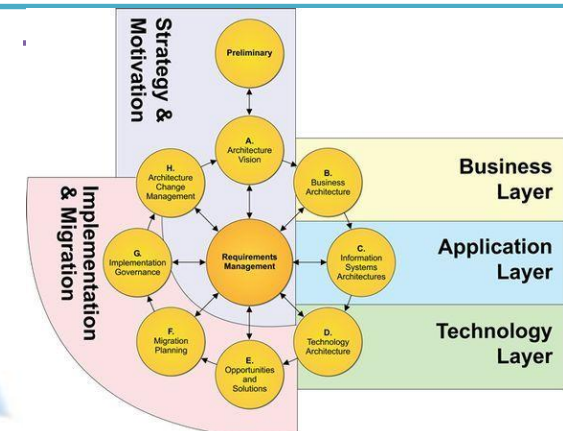 Strategy &
Motivation
Preliminary
A.
Architecture
Vision
H.
Architecture
Change
Management
B.
Business
Architecture
Business
Layer
Implementation
& Migration
G.
Implementation
Governance
Requirements
Management
C.
Information
Systems
Architectures
Application
Layer
F.
Migration
Planning
D.
Technology
Architecture
Technology
Layer
E.
Opportunities
and
Solutions